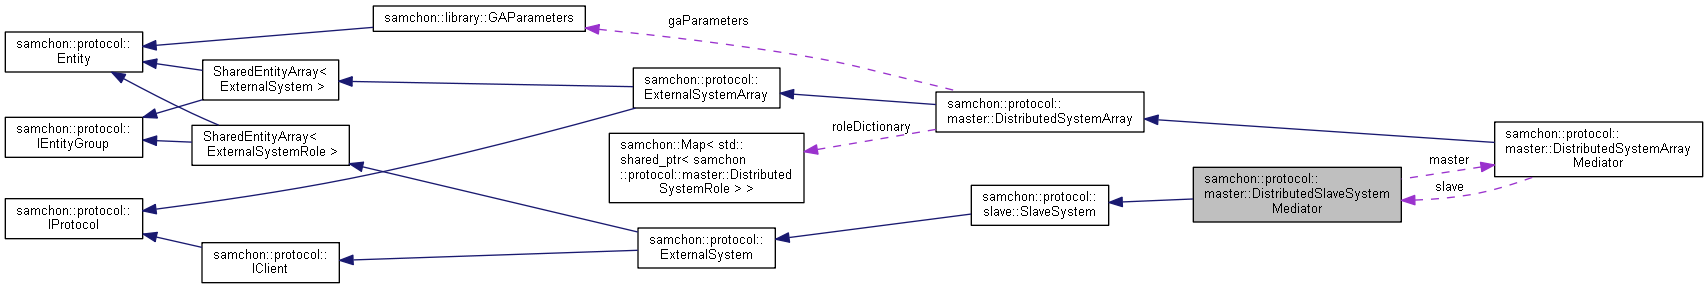 samchon::protocol::
Entity
samchon::protocol::
IEntityGroup
samchon::protocol::
IProtocol
samchon::library::GAParameters
SharedEntityArray<
ExternalSystem >
SharedEntityArray<
ExternalSystemRole >
samchon::protocol::
IClient
samchon::protocol::
ExternalSystemArray
samchon::Map< std::
shared_ptr< samchon
::protocol::master::Distributed
SystemRole > >
samchon::protocol::
ExternalSystem
gaParameters
roleDictionary
samchon::protocol::
master::DistributedSystemArray
samchon::protocol::
slave::SlaveSystem
samchon::protocol::
master::DistributedSlaveSystem
Mediator
master
slave
samchon::protocol::
master::DistributedSystemArray
Mediator